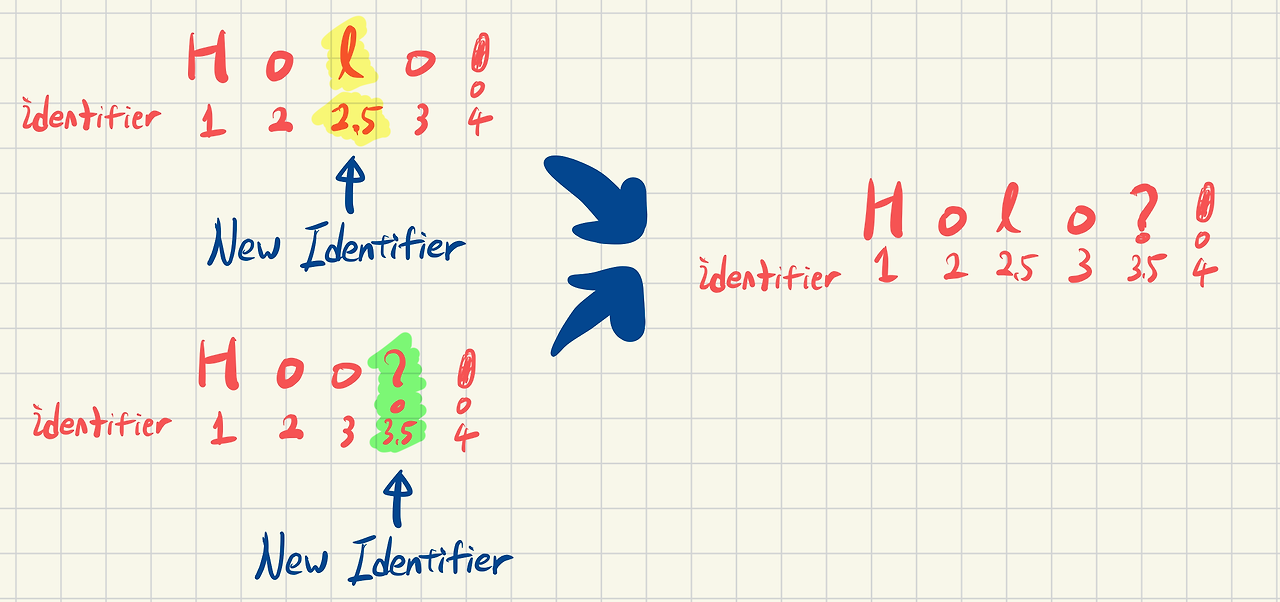 H o l o !
identifier 1 2 2.5 3 4
New Identifier
H o o ? !
identifier 1 2 3 3.5 4
New Identifier
H o l o ? !
identifier 1 2 2.5 3 3.5 4